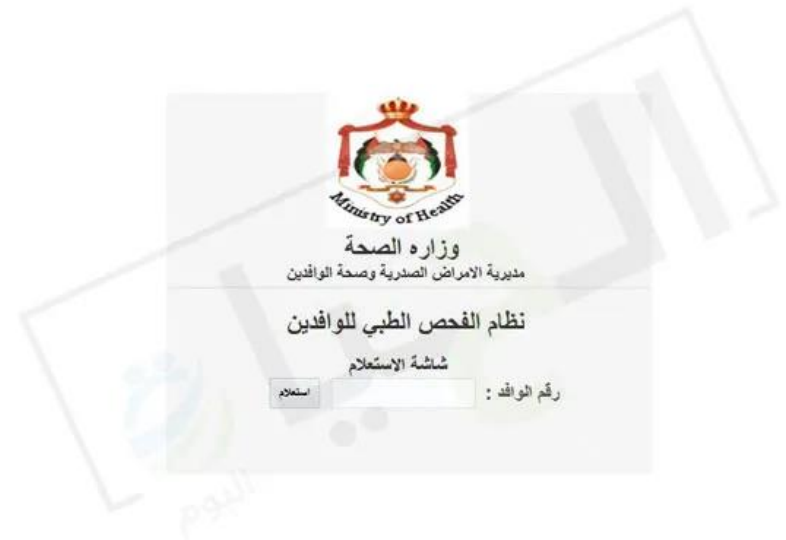 Ministry of Health
وزاره الصحة
مديرية الامراض الصدرية وصحة الوافدين
نظام الفحص الطبي للوافدين
شاشة الاستعلام
رقم الوافد :
استعلام
اليوم